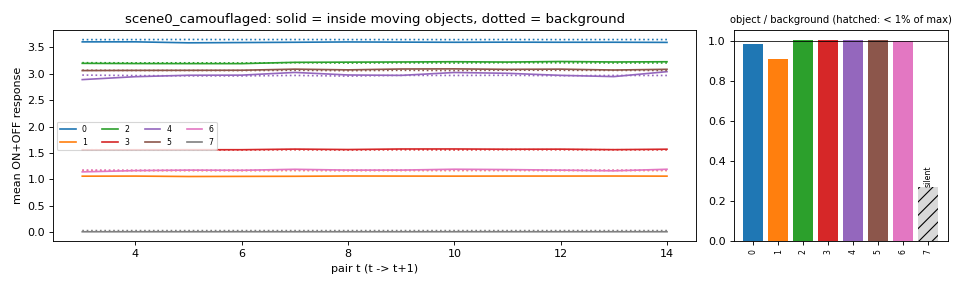 scene0_camouflaged: solid = inside moving objects, dotted = background
mean ON+OFF response
3.5
3.0
2.5
2.0
1.5
1.0
0.5
0.0
0 2 4 6
1 3 5 7
4 6 8 10 12 14
pair t (t -> t+1)
object / background (hatched: < 1% of max)
1.0
0.8
0.6
0.4
0.2
0.0
silent
0 1 2 3 4 5 6 7